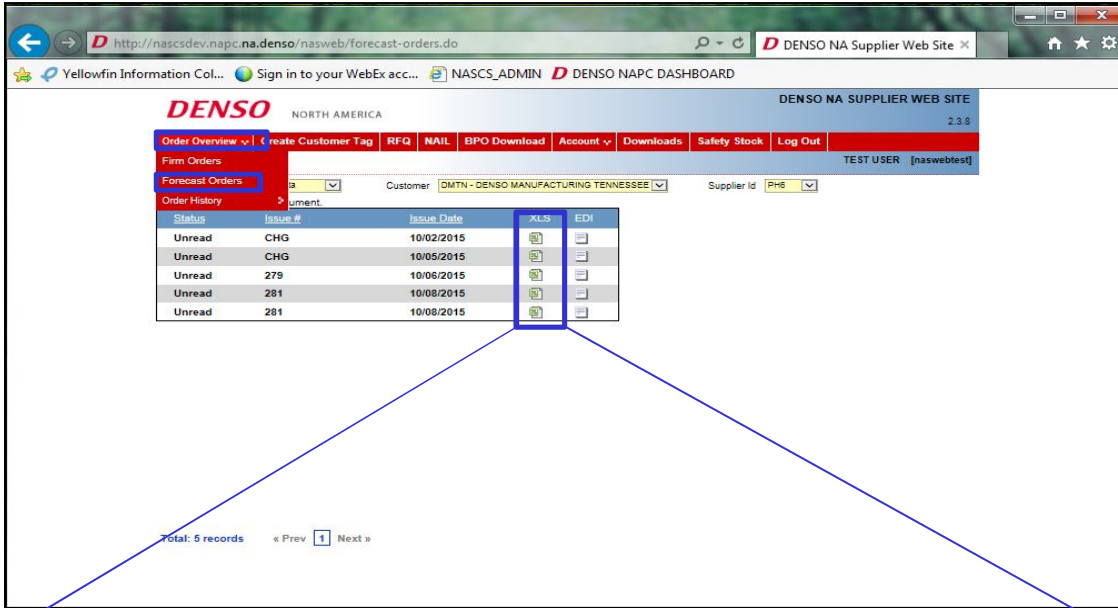 D http://nascsdev.napc.na.denso/nasweb/forecast-orders.do
D DENSO NA Supplier Web Site ×
Yellowfin Information Col... Sign in to your WebEx acc... NASCS_ADMIN D DENSO NAPC DASHBOARD
DENSO NORTH AMERICA
DENSO NA SUPPLIER WEB SITE
2.3.8
Order Overview Create Customer Tag RFQ NAIL BPO Download Account Downloads Safety Stock Log Out
TEST USER [naswebtest]
Firm Orders
Forecast Orders
Order History
Customer DMTN - DENSO MANUFACTURING TENNESSEE Supplier Id PH6
ument.
Status Issue # Issue Date XLS EDI
Unread CHG 10/02/2015
Unread CHG 10/05/2015
Unread 279 10/06/2015
Unread 281 10/08/2015
Unread 281 10/08/2015
Total: 5 records « Prev 1 Next »